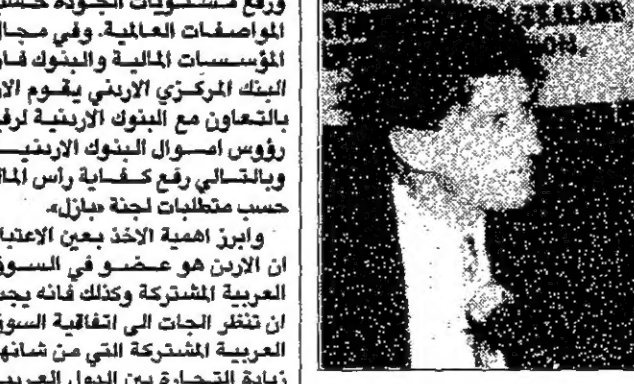 ورفع مستويات الجودة حسب
المواصفات العالمية. وفي مجال
المؤسسات المالية والبنوك فان
البنك المركزي الاردني يقوم الان
بالتعاون مع البنوك الاردنية لرفع
رؤوس اموال البنوك الاردنيـ
وبالتالي رفع كفاية راس المال
حسب متطلبات لجنة «بازل».
وابرز اهمية الاخذ بعين الاعتبار
ان الاردن هو عضو في السوق
العربية المشتركة وكذلك فانه يجب
ان تنظر الجات الى اتفاقية السوق
العربية المشتركة التي من شانها
زيادة التجارة بين الدول العربيـ